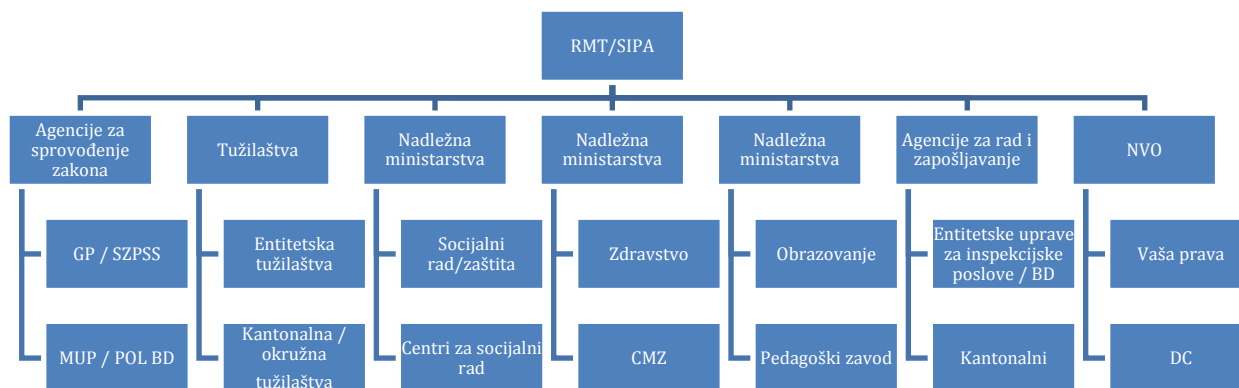 RMT/SIPA
Agencije za
sprovođenje
zakona
Tužilaštva
Nadležna
ministarstva
Nadležna
ministarstva
Nadležna
ministarstva
Agencije za rad i
zapošljavanje
NVO
GP / SZPSS
Entitetska
tužilaštva
Socijalni
rad/zaštita
Zdravstvo
Obrazovanje
Entitetske uprave
za inspekcijske
poslove / BD
Vaša prava
MUP / POL BD
Kantonalna /
okružna
tužilaštva
Centri za socijalni
rad
CMZ
Pedagoški zavod
Kantonalni
DC